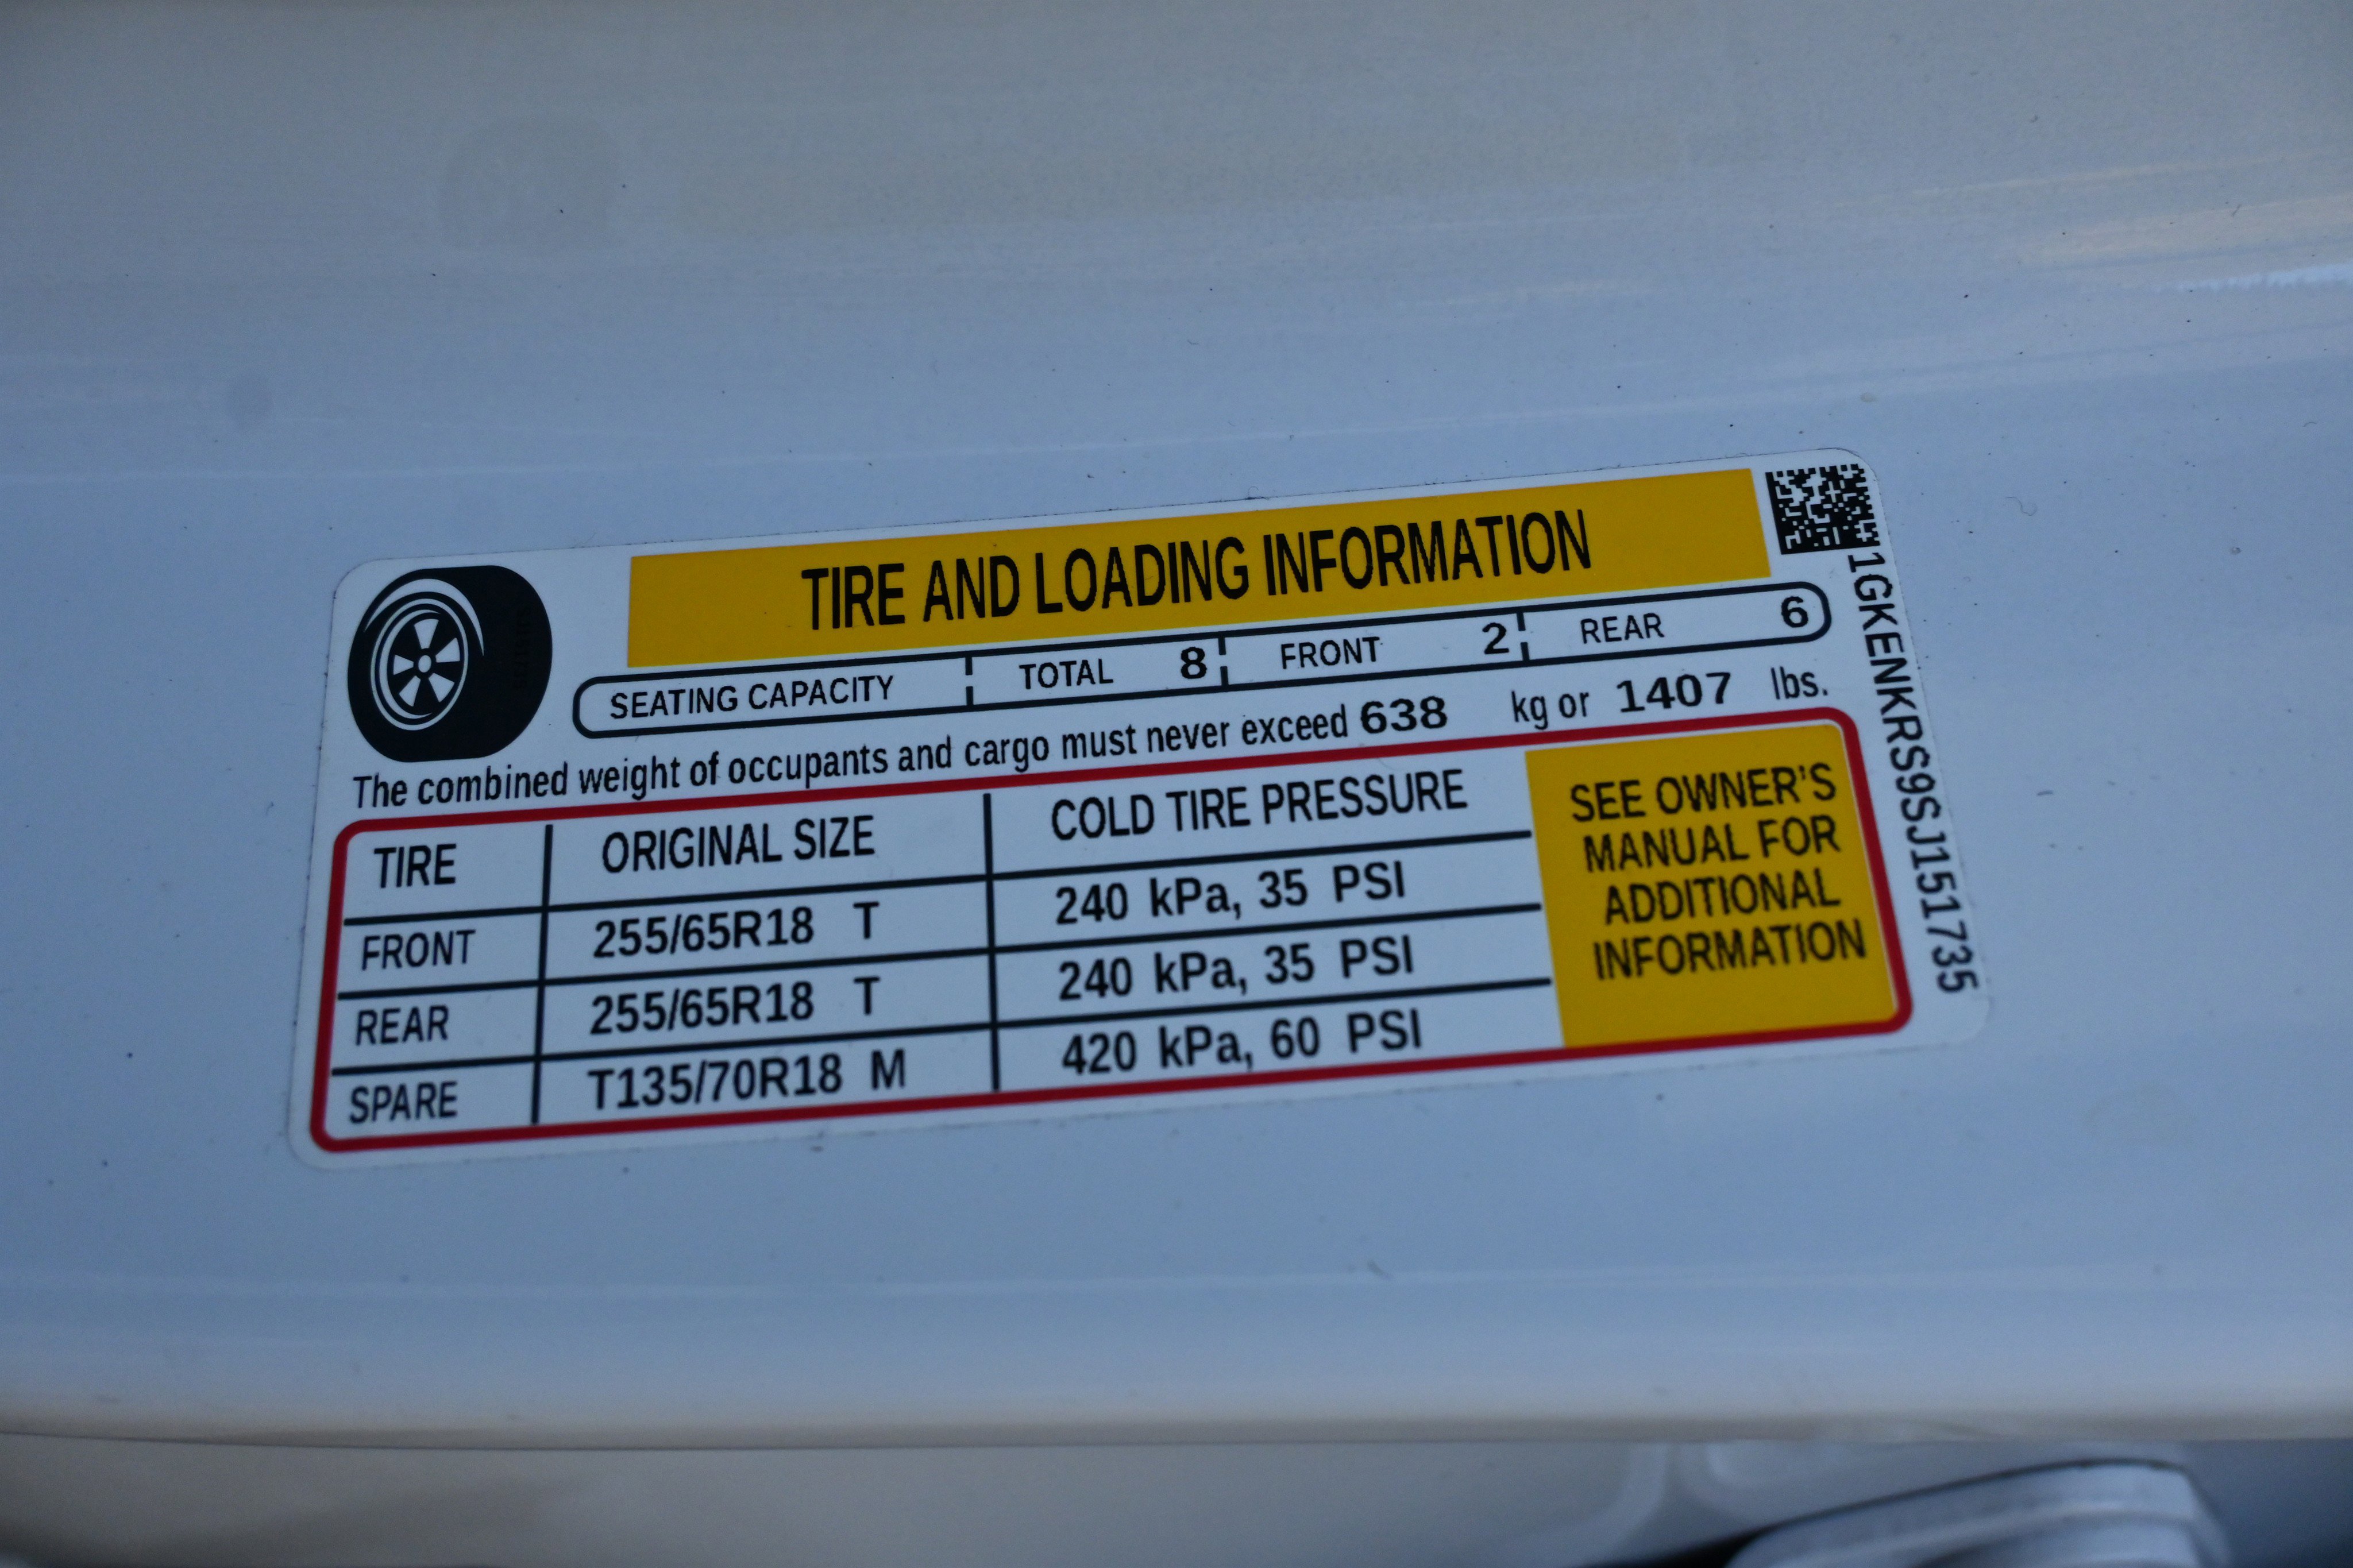 TIRE AND LOADING INFORMATION
SEATING CAPACITY TOTAL 8 FRONT 2 REAR 6
The combined weight of occupants and cargo must never exceed 638 kg or 1407 lbs.
TIRE ORIGINAL SIZE COLD TIRE PRESSURE
FRONT 255/65R18 T 240 kPa, 35 PSI
REAR 255/65R18 T 240 kPa, 35 PSI
SPARE T135/70R18 M 420 kPa, 60 PSI
SEE OWNER'S
MANUAL FOR
ADDITIONAL
INFORMATION
1GKENKRS9SJ151735